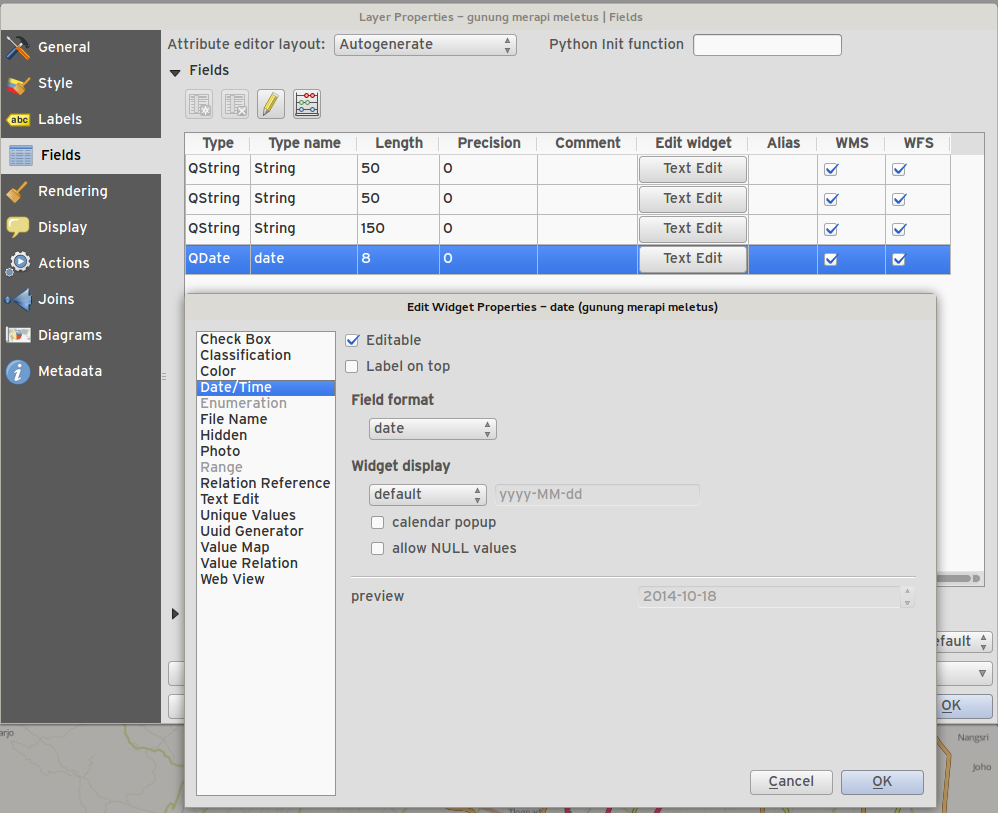 Layer Properties – gunung merapi meletus | Fields
General
Style
Labels
Fields
Rendering
Display
Actions
Joins
Diagrams
Metadata
Attribute editor layout: Autogenerate Python Init function
Fields
Type Type name Length Precision Comment Edit widget Alias WMS WFS
QString String 50 0 Text Edit
QString String 50 0 Text Edit
QString String 150 0 Text Edit
QDate date 8 0 Text Edit
Edit Widget Properties – date (gunung merapi meletus)
Check Box
Classification
Color
Date/Time
Enumeration
File Name
Hidden
Photo
Range
Relation Reference
Text Edit
Unique Values
Uuid Generator
Value Map
Value Relation
Web View
Editable
Label on top
Field format
date
Widget display
default yyyy-MM-dd
calendar popup
allow NULL values
preview 2014-10-18
Cancel OK
efault
OK
abc
Nangsri
Joho